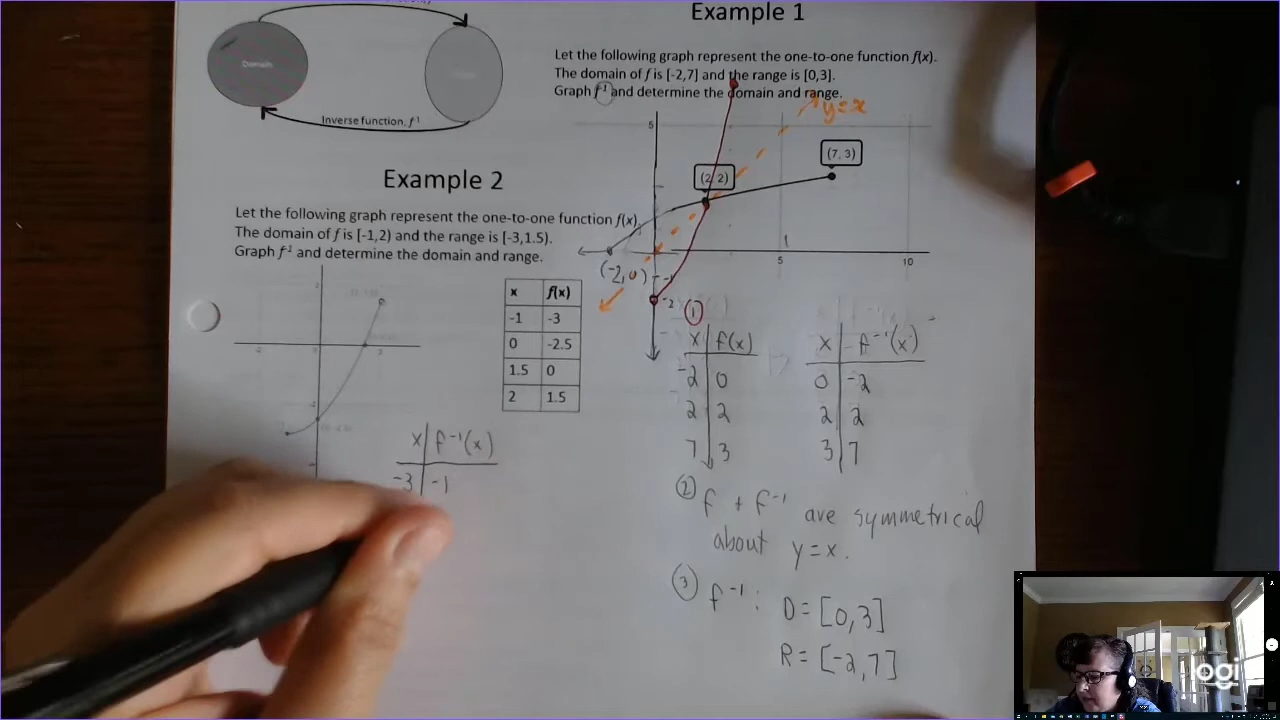 Domain
Inverse function, f⁻¹
Example 1
Let the following graph represent the one-to-one function f(x).
The domain of f is [-2,7] and the range is [0,3].
Graph f⁻¹ and determine the domain and range.
y=x
5
(7, 3)
(2, 2)
5
10
(-2,0)
-1
-2
Example 2
Let the following graph represent the one-to-one function f(x).
The domain of f is [-1,2) and the range is [-3,1.5).
Graph f⁻¹ and determine the domain and range.
x f(x)
-1 -3
0 -2.5
1.5 0
2 1.5
x f⁻¹(x)
-3 -1
①
x f(x)
-2 0
2 2
7 3
x f⁻¹(x)
0 -2
2 2
3 7
② f + f⁻¹ are symmetrical
about y=x.
③ f⁻¹: D=[0,3]
R=[-2,7]
ogi